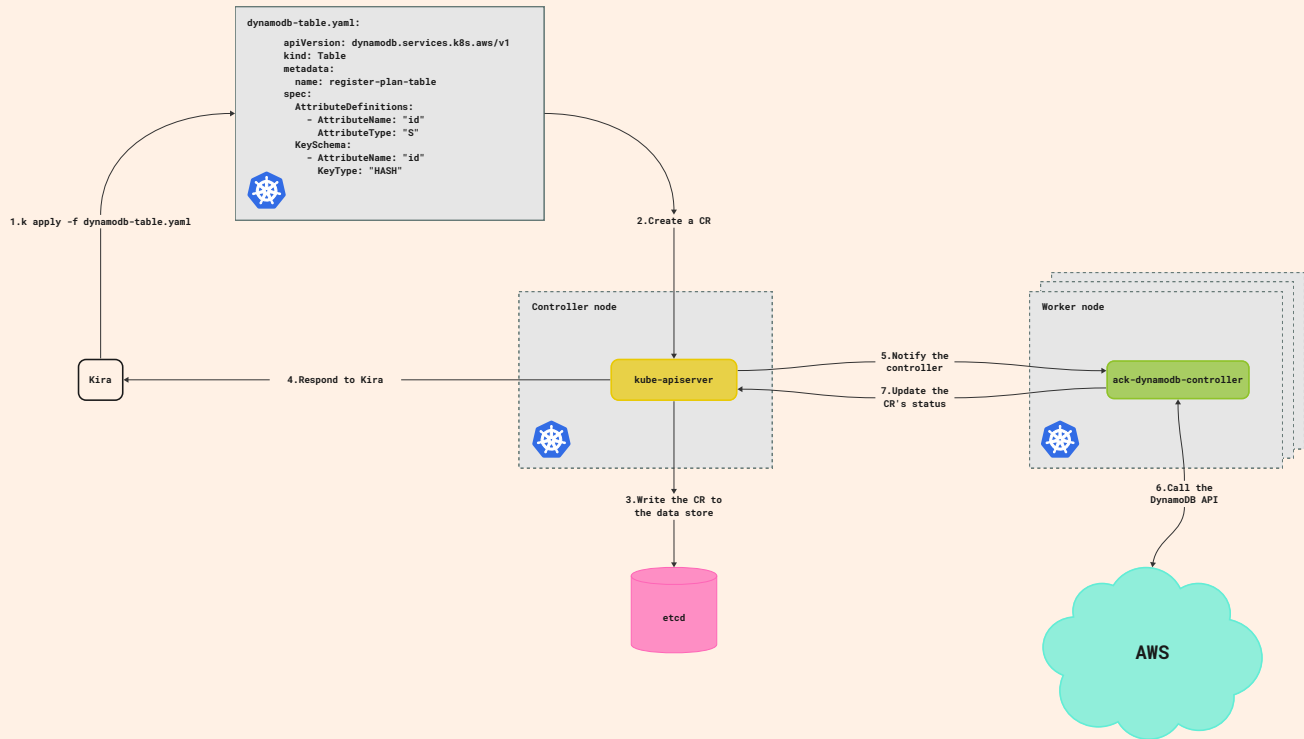 dynamodb-table.yaml:
apiVersion: dynamodb.services.k8s.aws/v1
kind: Table
metadata:
name: register-plan-table
spec:
AttributeDefinitions:
- AttributeName: "id"
AttributeType: "S"
KeySchema:
- AttributeName: "id"
KeyType: "HASH"
1.k apply -f dynamodb-table.yaml
2.Create a CR
Controller node
Worker node
Kira
4.Respond to Kira
kube-apiserver
5.Notify the
controller
7.Update the
CR's status
ack-dynamodb-controller
3.Write the CR to
the data store
6.Call the
DynamoDB API
etcd
AWS